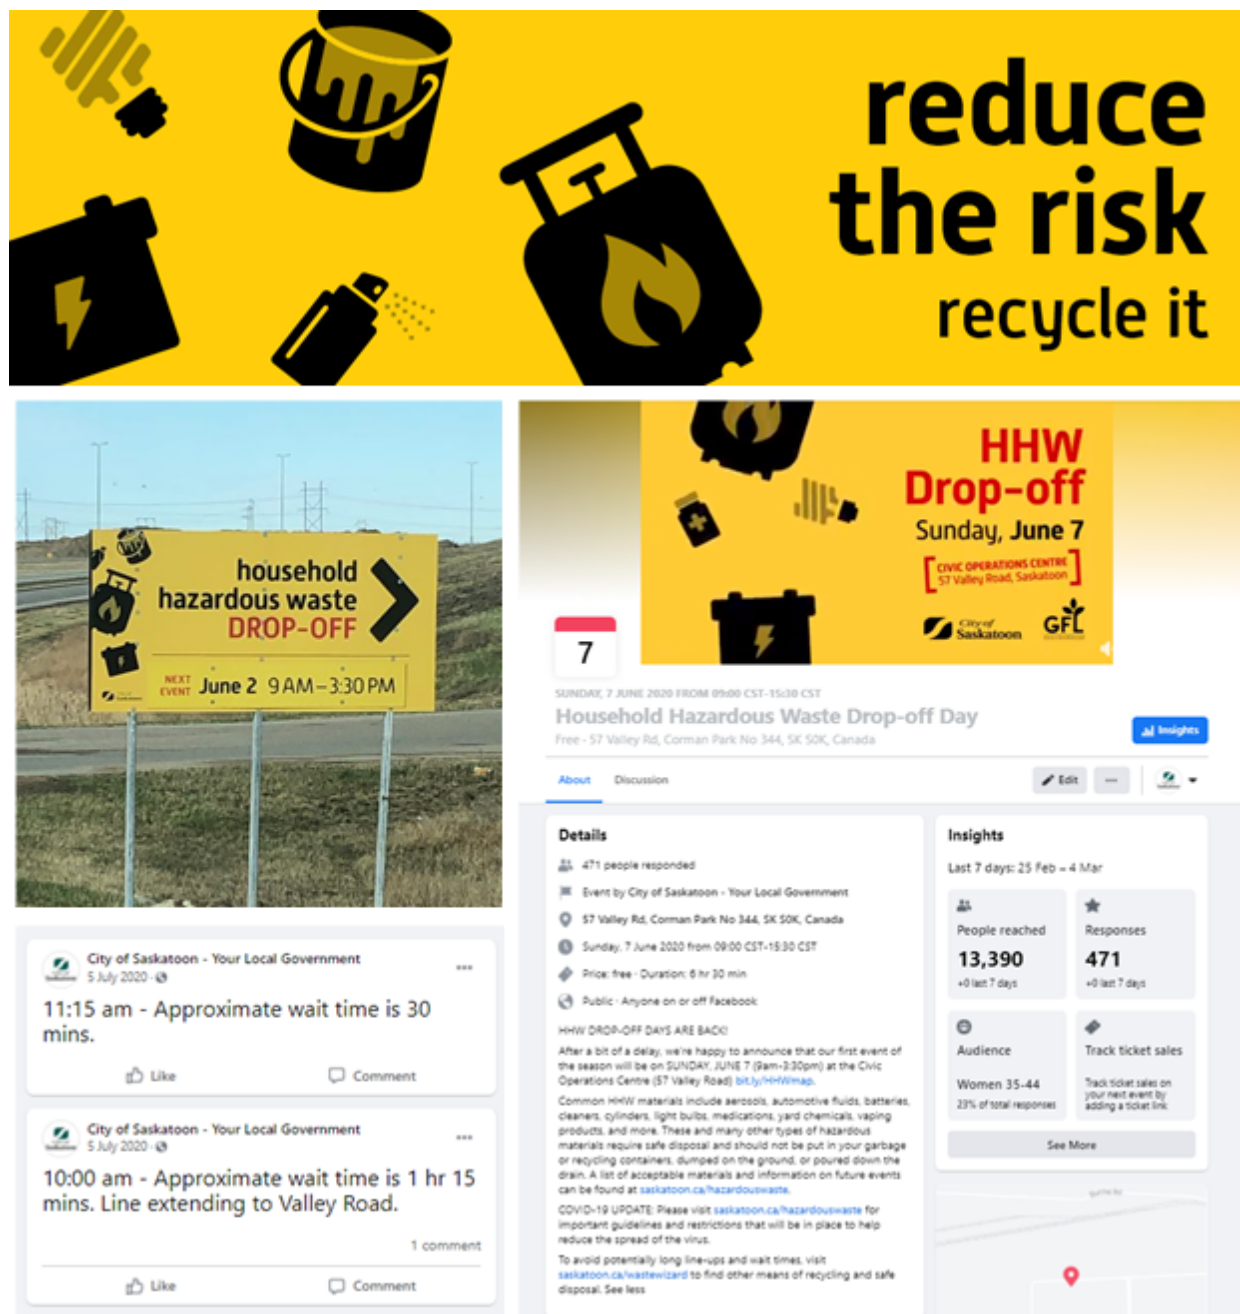 reduce
the risk
recycle it
household
hazardous waste
DROP-OFF
NEXT
EVENT
June 2 9 AM – 3:30 PM
City of Saskatoon - Your Local Government
5 July 2020 ·
11:15 am - Approximate wait time is 30
mins.
Like
Comment
City of Saskatoon - Your Local Government
5 July 2020 ·
10:00 am - Approximate wait time is 1 hr 15
mins. Line extending to Valley Road.
1 comment
Like
Comment
HHW
Drop-off
Sunday, June 7
CIVIC OPERATIONS CENTRE
57 Valley Road, Saskatoon
City of
Saskatoon
GFL
7
SUNDAY, 7 JUNE 2020 FROM 09:00 CST-15:30 CST
Household Hazardous Waste Drop-off Day
Free · 57 Valley Rd, Corman Park No 344, SK S0K, Canada
Insights
About
Discussion
Edit
Details
471 people responded
Event by City of Saskatoon - Your Local Government
57 Valley Rd, Corman Park No 344, SK S0K, Canada
Sunday, 7 June 2020 from 09:00 CST-15:30 CST
Price: free · Duration: 6 hr 30 min
Public · Anyone on or off Facebook
HHW DROP-OFF DAYS ARE BACK!
After a bit of a delay, we're happy to announce that our first event of
the season will be on SUNDAY, JUNE 7 (9am-3:30pm) at the Civic
Operations Centre (57 Valley Road) bit.ly/HHWmap.
Common HHW materials include aerosols, automotive fluids, batteries,
cleaners, cylinders, light bulbs, medications, yard chemicals, vaping
products, and more. These and many other types of hazardous
materials require safe disposal and should not be put in your garbage
or recycling containers, dumped on the ground, or poured down the
drain. A list of acceptable materials and information on future events
can be found at saskatoon.ca/hazardouswaste.
COVID-19 UPDATE: Please visit saskatoon.ca/hazardouswaste for
important guidelines and restrictions that will be in place to help
reduce the spread of the virus.
To avoid potentially long line-ups and wait times, visit
saskatoon.ca/wastewizard to find other means of recycling and safe
disposal. See less
Insights
Last 7 days: 25 Feb – 4 Mar
People reached
13,390
+0 last 7 days
Responses
471
+0 last 7 days
Audience
Women 35-44
23% of total responses
Track ticket sales
Track ticket sales on
your next event by
adding a ticket link
See More